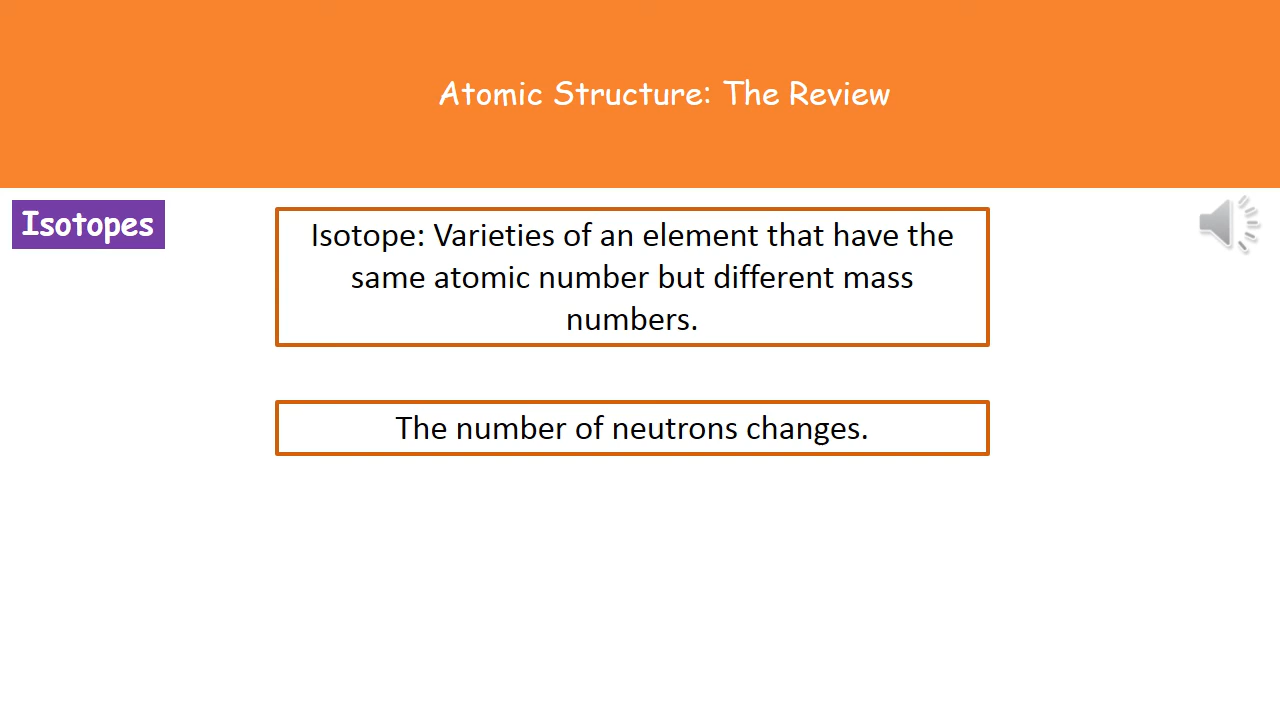 Atomic Structure: The Review
Isotopes
Isotope: Varieties of an element that have the
same atomic number but different mass
numbers.
The number of neutrons changes.